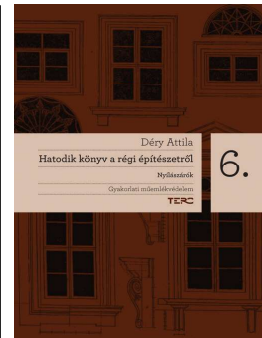 Déry Attila
Hatodik könyv a régi építészetről
Nyílászárók
Gyakorlati műemlékvédelem
TERC
6.